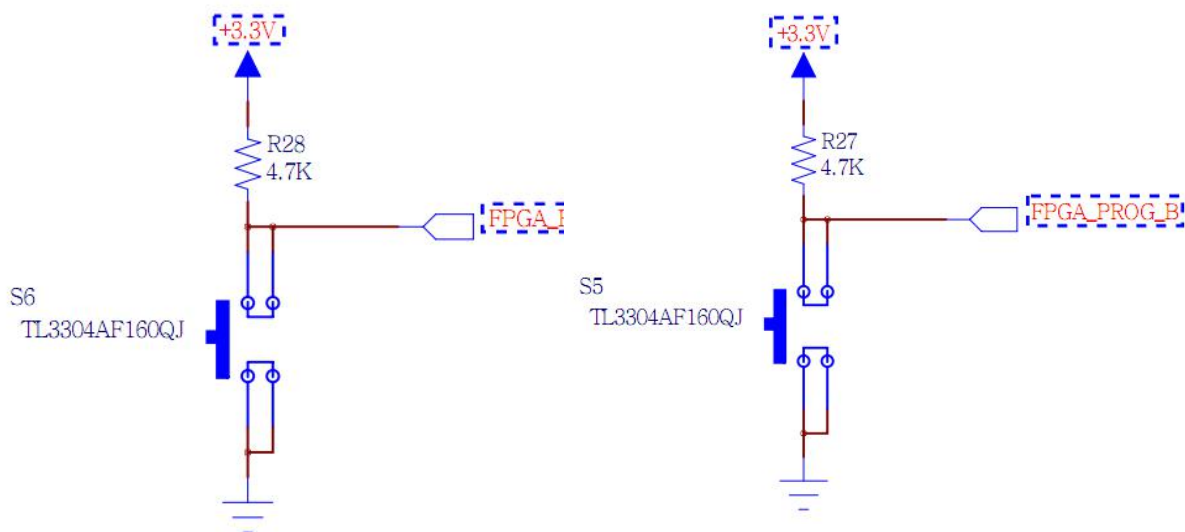 +3.3V
R28
4.7K
S6
TL3304AF160QJ
+3.3V
R27
4.7K
FPGA_PROG_B
S5
TL3304AF160QJ